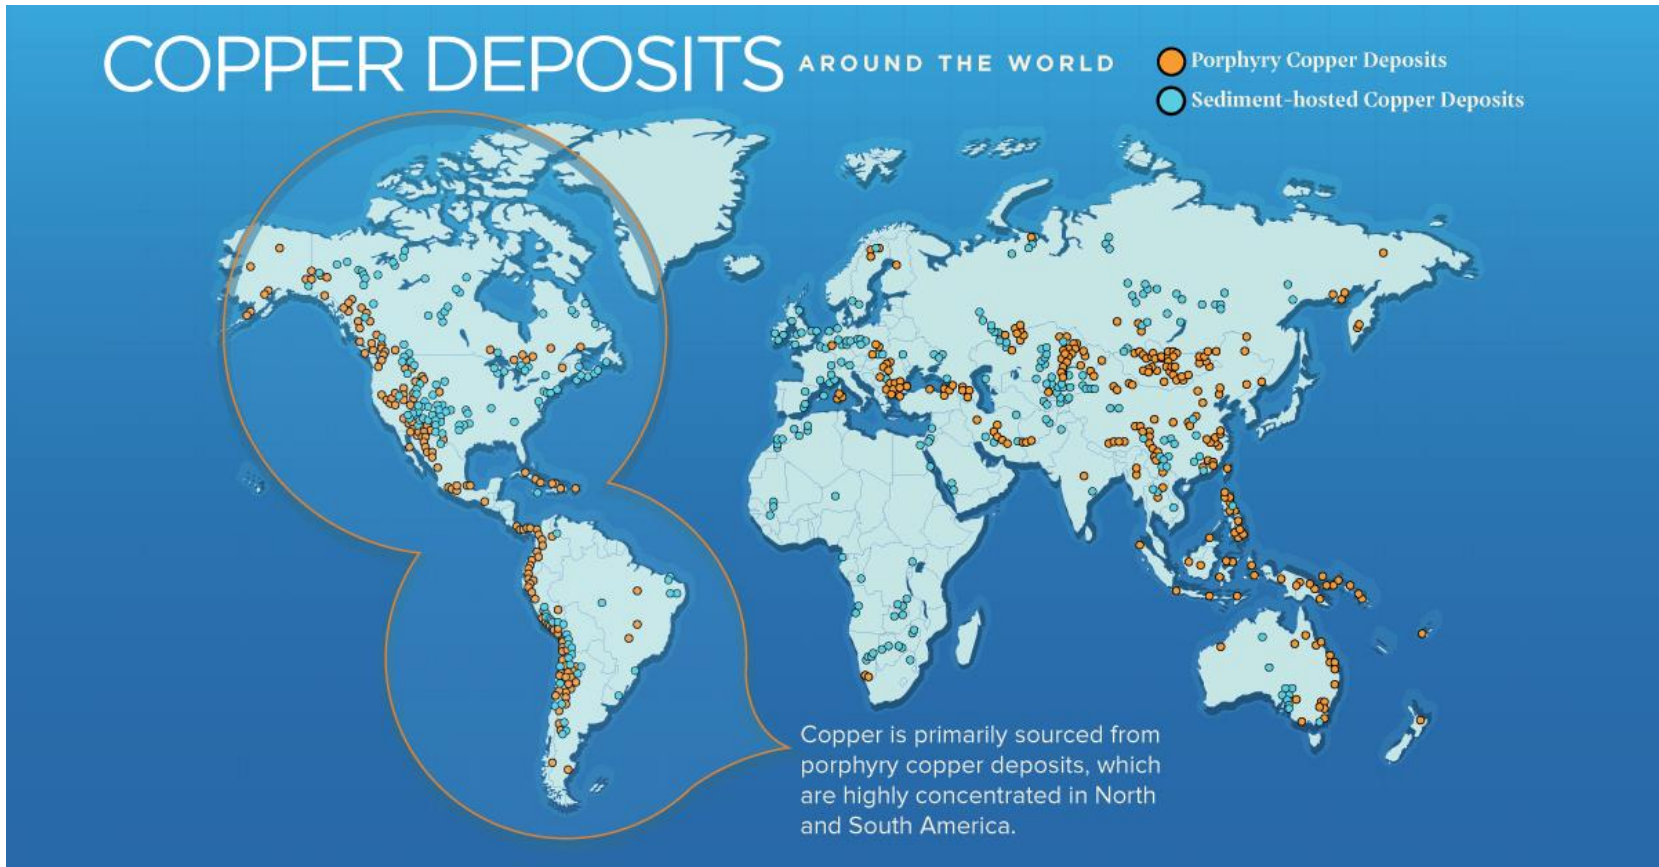 COPPER DEPOSITS AROUND THE WORLD
Porphyry Copper Deposits
Sediment-hosted Copper Deposits
Copper is primarily sourced from
porphyry copper deposits, which
are highly concentrated in North
and South America.